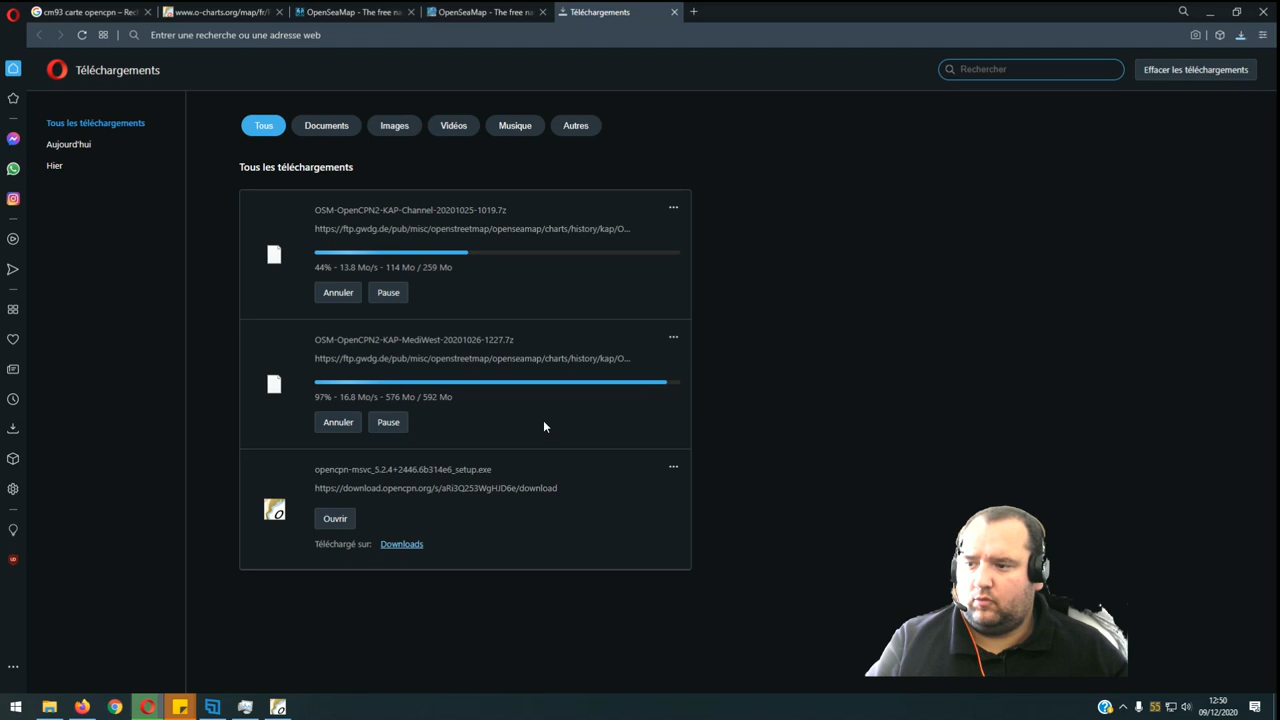 cm93 carte opencpn – Rec
www.o-charts.org/map/fr/
OpenSeaMap - The free na
OpenSeaMap - The free na
Téléchargements
Entrer une recherche ou une adresse web
Téléchargements
Rechercher
Effacer les téléchargements
Tous les téléchargements
Aujourd'hui
Hier
Tous
Documents
Images
Vidéos
Musique
Autres
Tous les téléchargements
OSM-OpenCPN2-KAP-Channel-20201025-1019.7z
https://ftp.gwdg.de/pub/misc/openstreetmap/openseamap/charts/history/kap/O...
44% - 13.8 Mo/s - 114 Mo / 259 Mo
Annuler
Pause
OSM-OpenCPN2-KAP-MediWest-20201026-1227.7z
https://ftp.gwdg.de/pub/misc/openstreetmap/openseamap/charts/history/kap/O...
97% - 16.8 Mo/s - 576 Mo / 592 Mo
Annuler
Pause
opencpn-msvc_5.2.4+2446.6b314e6_setup.exe
https://download.opencpn.org/s/aRi3Q253WgHJD6e/download
Ouvrir
Téléchargé sur: Downloads
55
12:50
09/12/2020